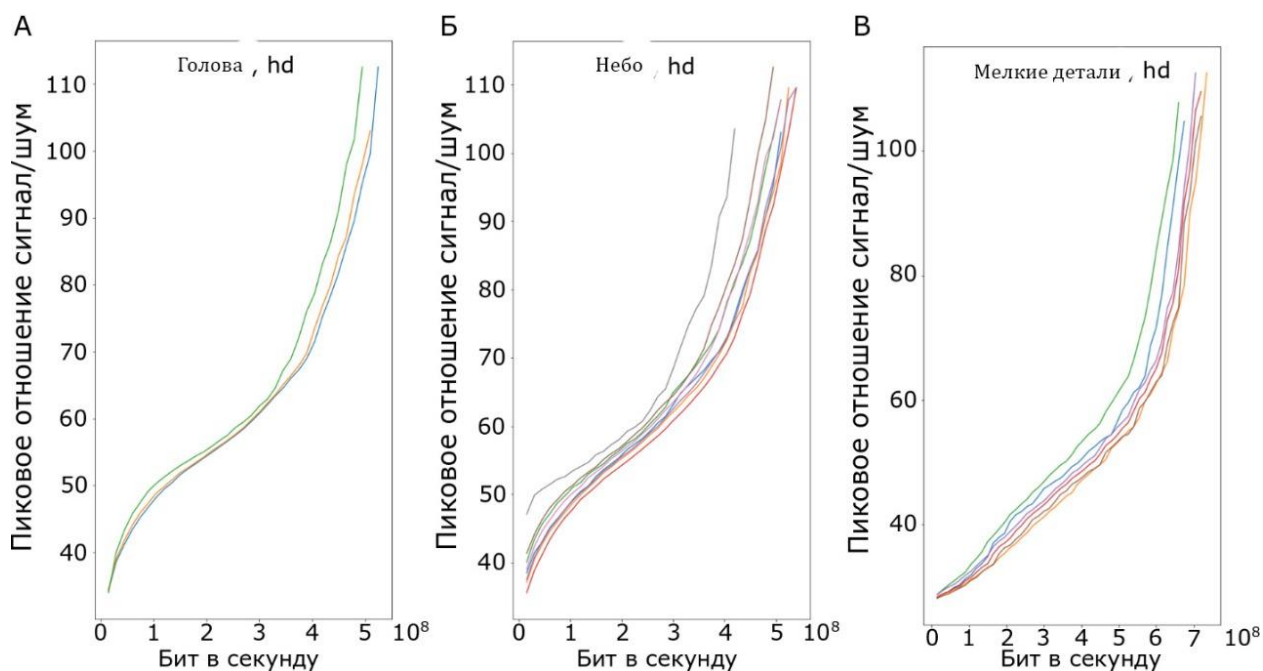 А
Голова , hd
Пиковое отношение сигнал/шум
110
100
90
80
70
60
50
40
0 1 2 3 4 5 10⁸
Бит в секунду
Б
Небо , hd
Пиковое отношение сигнал/шум
110
100
90
80
70
60
50
40
0 1 2 3 4 5 10⁸
Бит в секунду
В
Мелкие детали , hd
Пиковое отношение сигнал/шум
100
80
60
40
0 1 2 3 4 5 6 7 10⁸
Бит в секунду